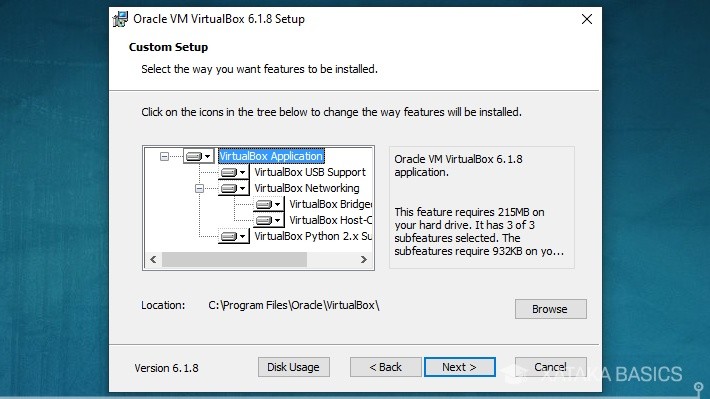 Oracle VM VirtualBox 6.1.8 Setup
Custom Setup
Select the way you want features to be installed.
Click on the icons in the tree below to change the way features will be installed.
VirtualBox Application
VirtualBox USB Support
VirtualBox Networking
VirtualBox Bridged
VirtualBox Host-O
VirtualBox Python 2.x Su
Oracle VM VirtualBox 6.1.8
application.
This feature requires 215MB on
your hard drive. It has 3 of 3
subfeatures selected. The
subfeatures require 932KB on yo...
Location: C:\Program Files\Oracle\VirtualBox\
Browse
Version 6.1.8
Disk Usage
< Back
Next >
Cancel
XATAKA BASICS